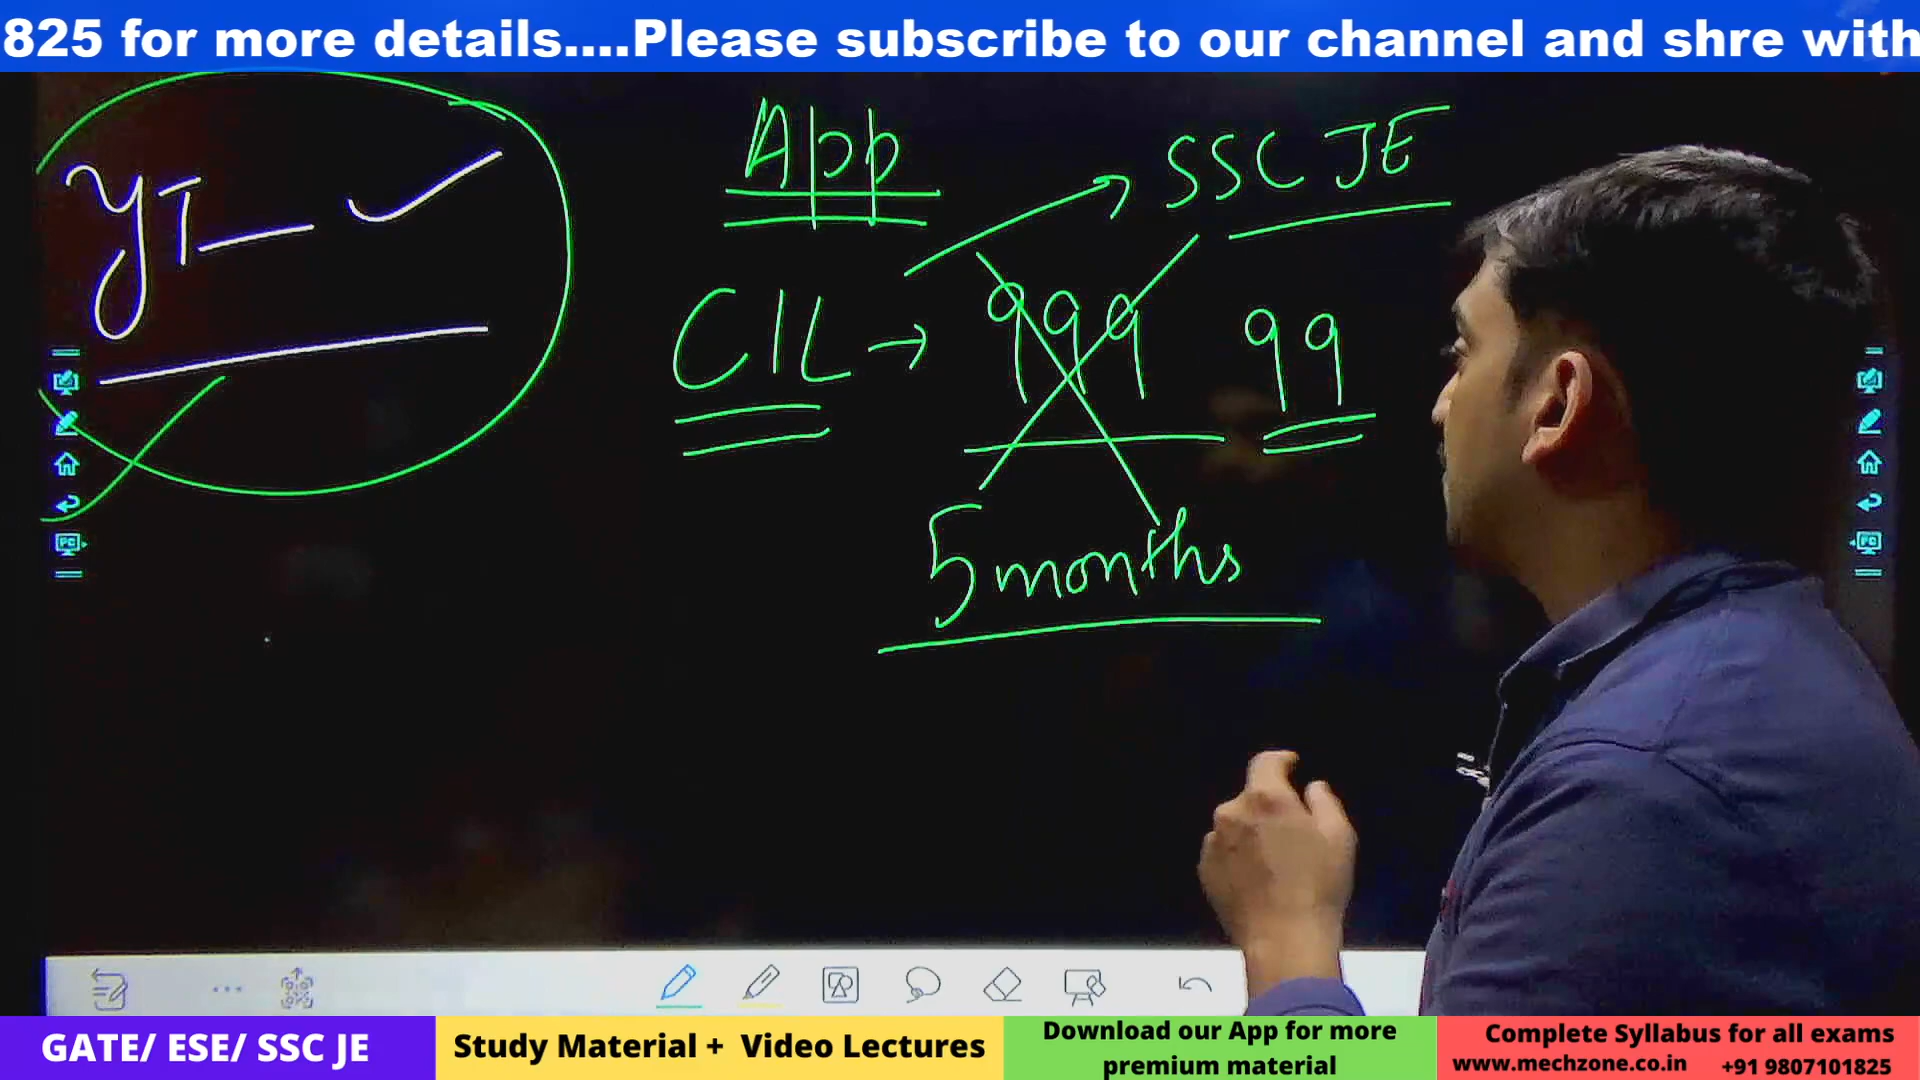 825 for more details....Please subscribe to our channel and shre with
YT
App
SSC JE
CIL → 999 99
5 months
GATE/ ESE/ SSC JE
Study Material + Video Lectures
Download our App for more
premium material
Complete Syllabus for all exams
www.mechzone.co.in +91 9807101825